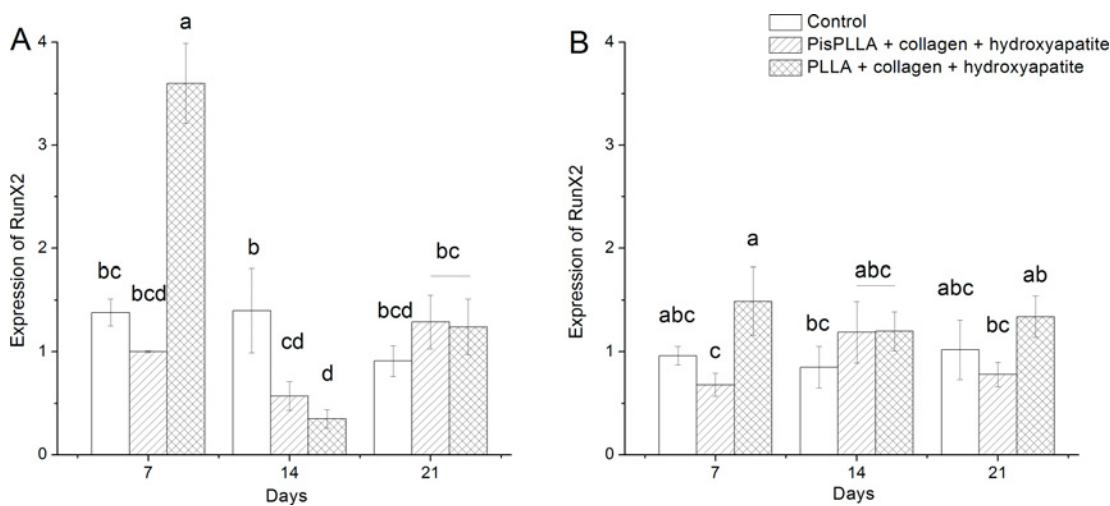 A
Expression of RunX2
4
3
2
1
0
bc
bcd
a
b
cd
d
bcd
bc
7
14
21
Days
B
Control
PisPLLA + collagen + hydroxyapatite
PLLA + collagen + hydroxyapatite
Expression of RunX2
4
3
2
1
0
abc
c
a
bc
abc
abc
bc
ab
7
14
21
Days